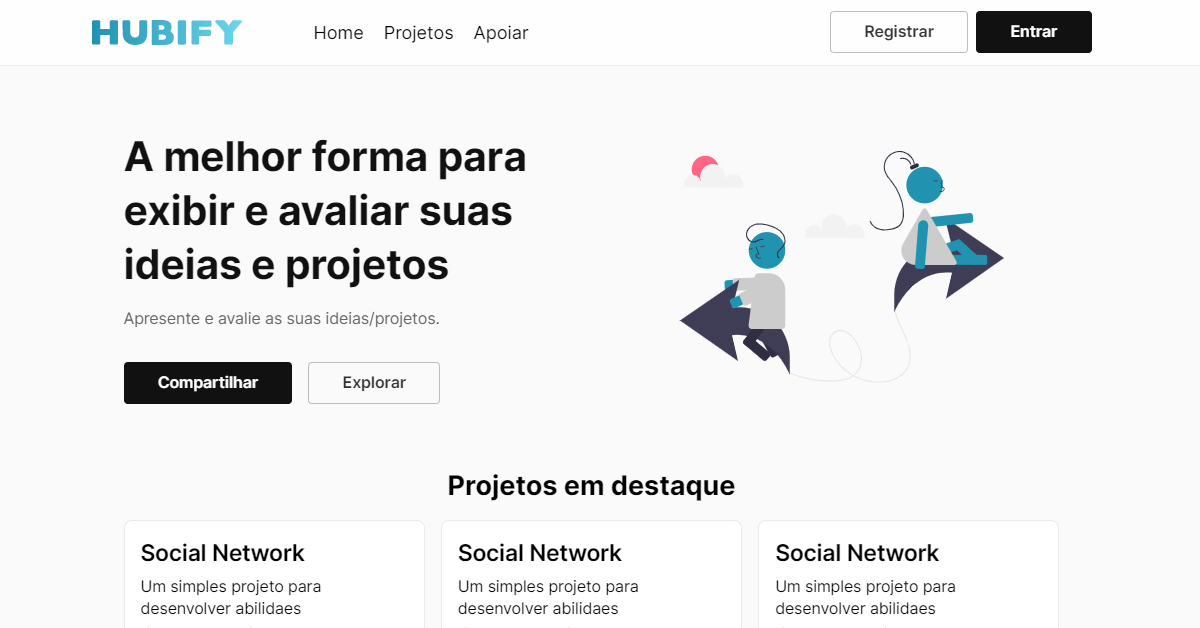 HUBIFY Home Projetos Apoiar Registrar Entrar
A melhor forma para
exibir e avaliar suas
ideias e projetos
Apresente e avalie as suas ideias/projetos.
Compartilhar Explorar
Projetos em destaque
Social Network Social Network Social Network
Um simples projeto para Um simples projeto para Um simples projeto para
desenvolver abilidaes desenvolver abilidaes desenvolver abilidaes